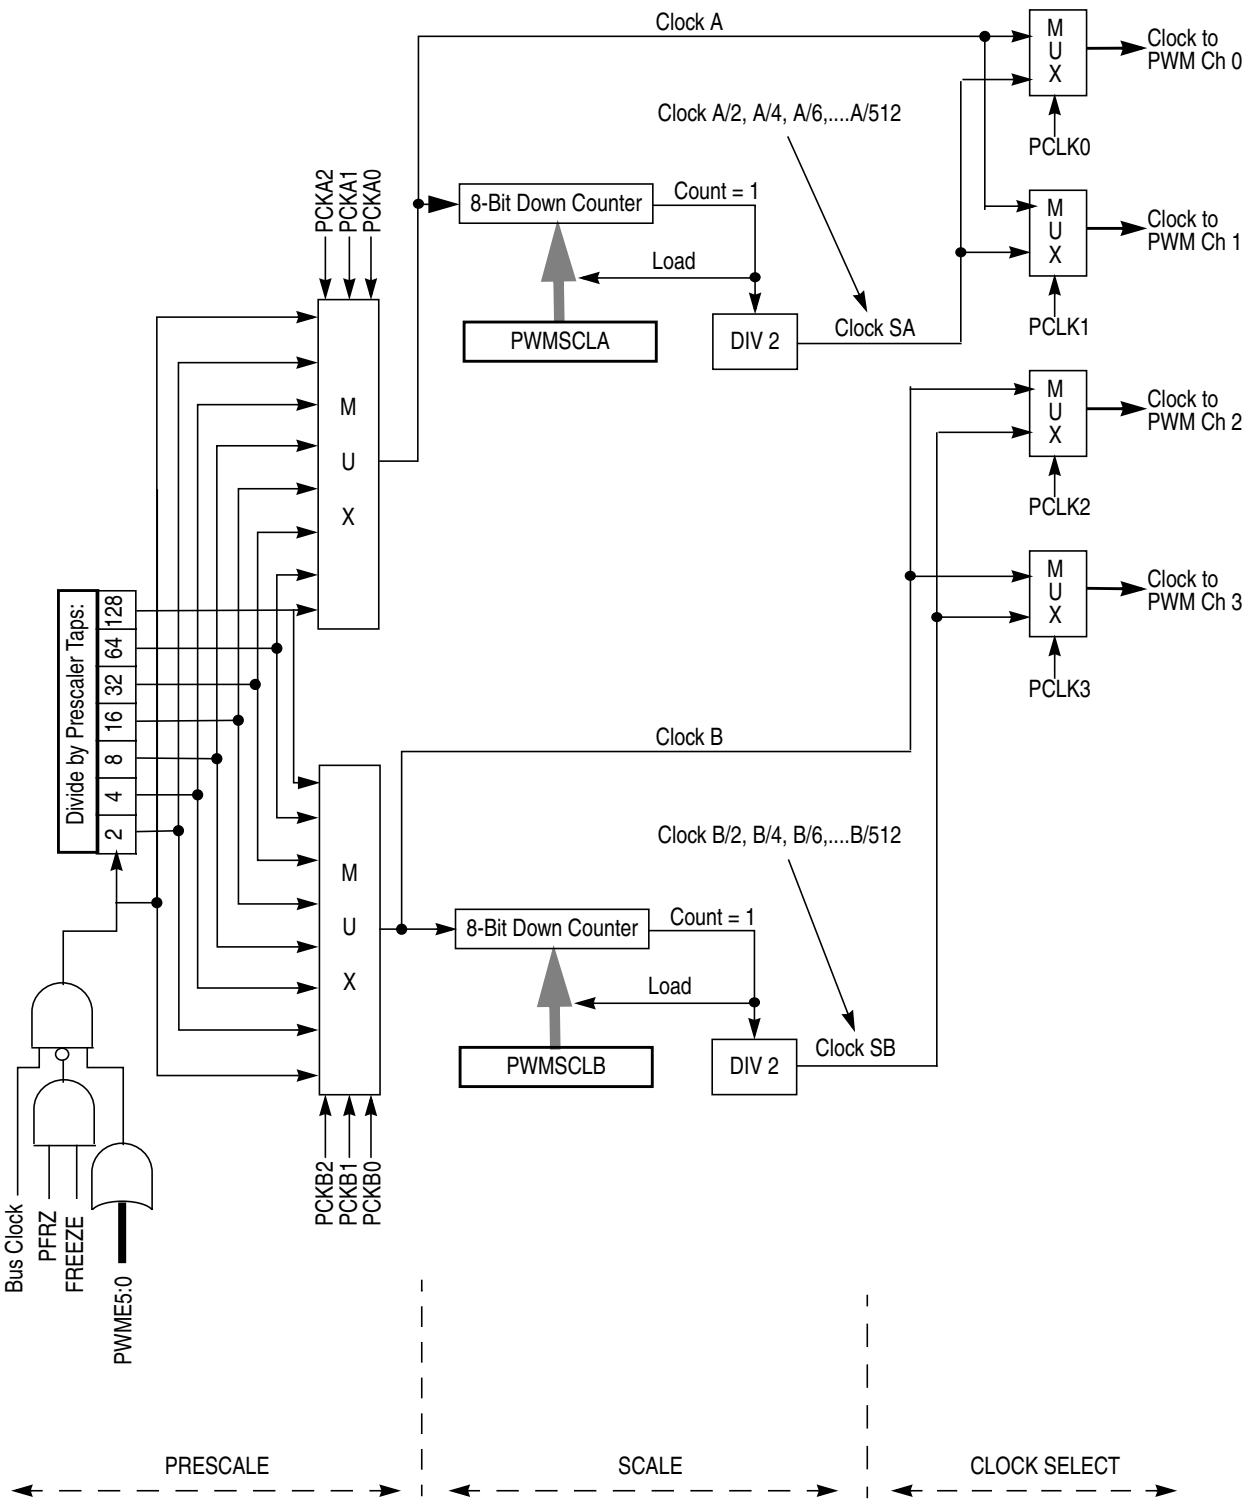 Clock A
M
U
X
Clock to
PWM Ch 0
PCLK0
Clock A/2, A/4, A/6,....A/512
PCKA2
PCKA1
PCKA0
8-Bit Down Counter
Count = 1
M
U
X
Clock to
PWM Ch 1
PCLK1
Load
PWMSCLA
DIV 2
Clock SA
M
U
X
M
U
X
Clock to
PWM Ch 2
PCLK2
M
U
X
Clock to
PWM Ch 3
PCLK3
Divide by Prescaler Taps:
128
64
32
16
8
4
2
Clock B
Clock B/2, B/4, B/6,....B/512
M
U
X
8-Bit Down Counter
Count = 1
Load
PWMSCLB
DIV 2
Clock SB
PCKB2
PCKB1
PCKB0
Bus Clock
PFRZ
FREEZE
PWME5:0
PRESCALE
SCALE
CLOCK SELECT